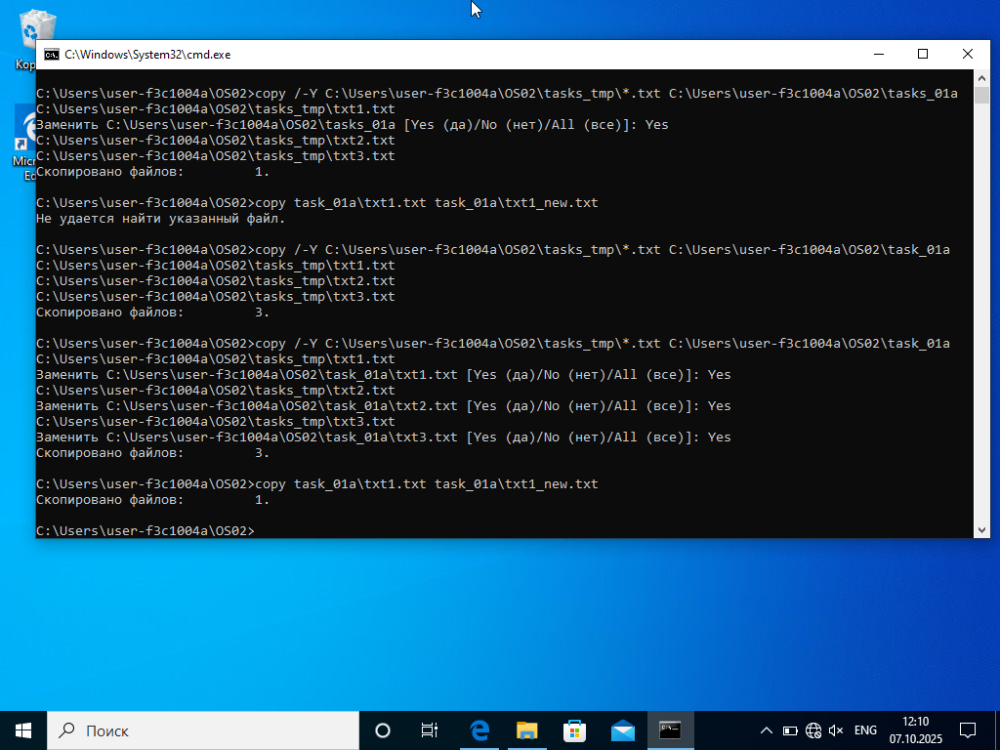 Кор
Micr
Ed
C:\Windows\System32\cmd.exe
C:\Users\user-f3c1004a\OS02>copy /-Y C:\Users\user-f3c1004a\OS02\tasks_tmp\*.txt C:\Users\user-f3c1004a\OS02\tasks_01a
C:\Users\user-f3c1004a\OS02\tasks_tmp\txt1.txt
Заменить C:\Users\user-f3c1004a\OS02\tasks_01a [Yes (да)/No (нет)/All (все)]: Yes
C:\Users\user-f3c1004a\OS02\tasks_tmp\txt2.txt
C:\Users\user-f3c1004a\OS02\tasks_tmp\txt3.txt
Скопировано файлов:         1.
C:\Users\user-f3c1004a\OS02>copy task_01a\txt1.txt task_01a\txt1_new.txt
Не удается найти указанный файл.
C:\Users\user-f3c1004a\OS02>copy /-Y C:\Users\user-f3c1004a\OS02\tasks_tmp\*.txt C:\Users\user-f3c1004a\OS02\task_01a
C:\Users\user-f3c1004a\OS02\tasks_tmp\txt1.txt
C:\Users\user-f3c1004a\OS02\tasks_tmp\txt2.txt
C:\Users\user-f3c1004a\OS02\tasks_tmp\txt3.txt
Скопировано файлов:         3.
C:\Users\user-f3c1004a\OS02>copy /-Y C:\Users\user-f3c1004a\OS02\tasks_tmp\*.txt C:\Users\user-f3c1004a\OS02\task_01a
C:\Users\user-f3c1004a\OS02\tasks_tmp\txt1.txt
Заменить C:\Users\user-f3c1004a\OS02\task_01a\txt1.txt [Yes (да)/No (нет)/All (все)]: Yes
C:\Users\user-f3c1004a\OS02\tasks_tmp\txt2.txt
Заменить C:\Users\user-f3c1004a\OS02\task_01a\txt2.txt [Yes (да)/No (нет)/All (все)]: Yes
C:\Users\user-f3c1004a\OS02\tasks_tmp\txt3.txt
Заменить C:\Users\user-f3c1004a\OS02\task_01a\txt3.txt [Yes (да)/No (нет)/All (все)]: Yes
Скопировано файлов:         3.
C:\Users\user-f3c1004a\OS02>copy task_01a\txt1.txt task_01a\txt1_new.txt
Скопировано файлов:         1.
C:\Users\user-f3c1004a\OS02>
Поиск
ENG
12:10
07.10.2025